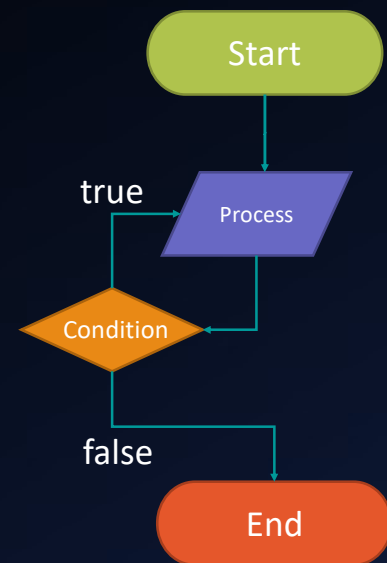 Start
true
Process
Condition
false
End